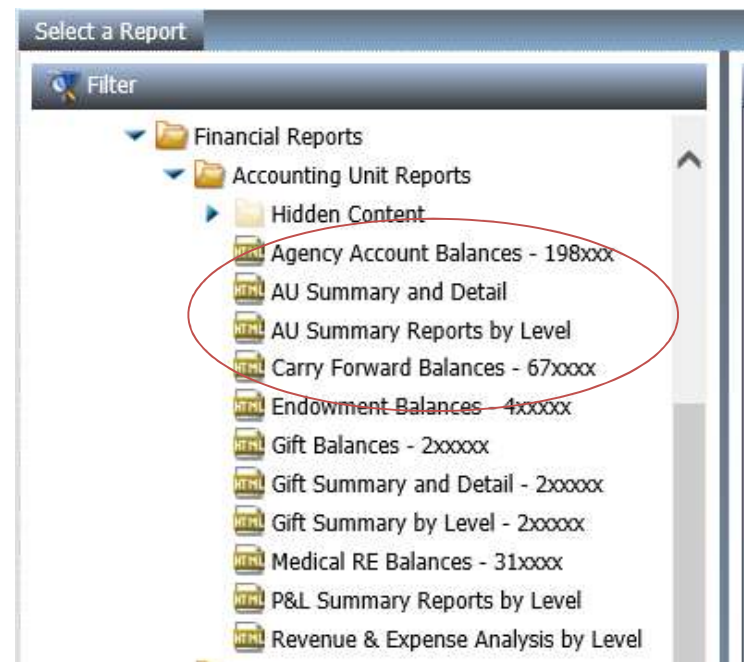 Select a Report
Filter
Financial Reports
Accounting Unit Reports
Hidden Content
Agency Account Balances - 198xxx
AU Summary and Detail
AU Summary Reports by Level
Carry Forward Balances - 67xxxx
Endowment Balances - 4xxxxx
Gift Balances - 2xxxxx
Gift Summary and Detail - 2xxxxx
Gift Summary by Level - 2xxxxx
Medical RE Balances - 31xxxx
P&L Summary Reports by Level
Revenue & Expense Analysis by Level